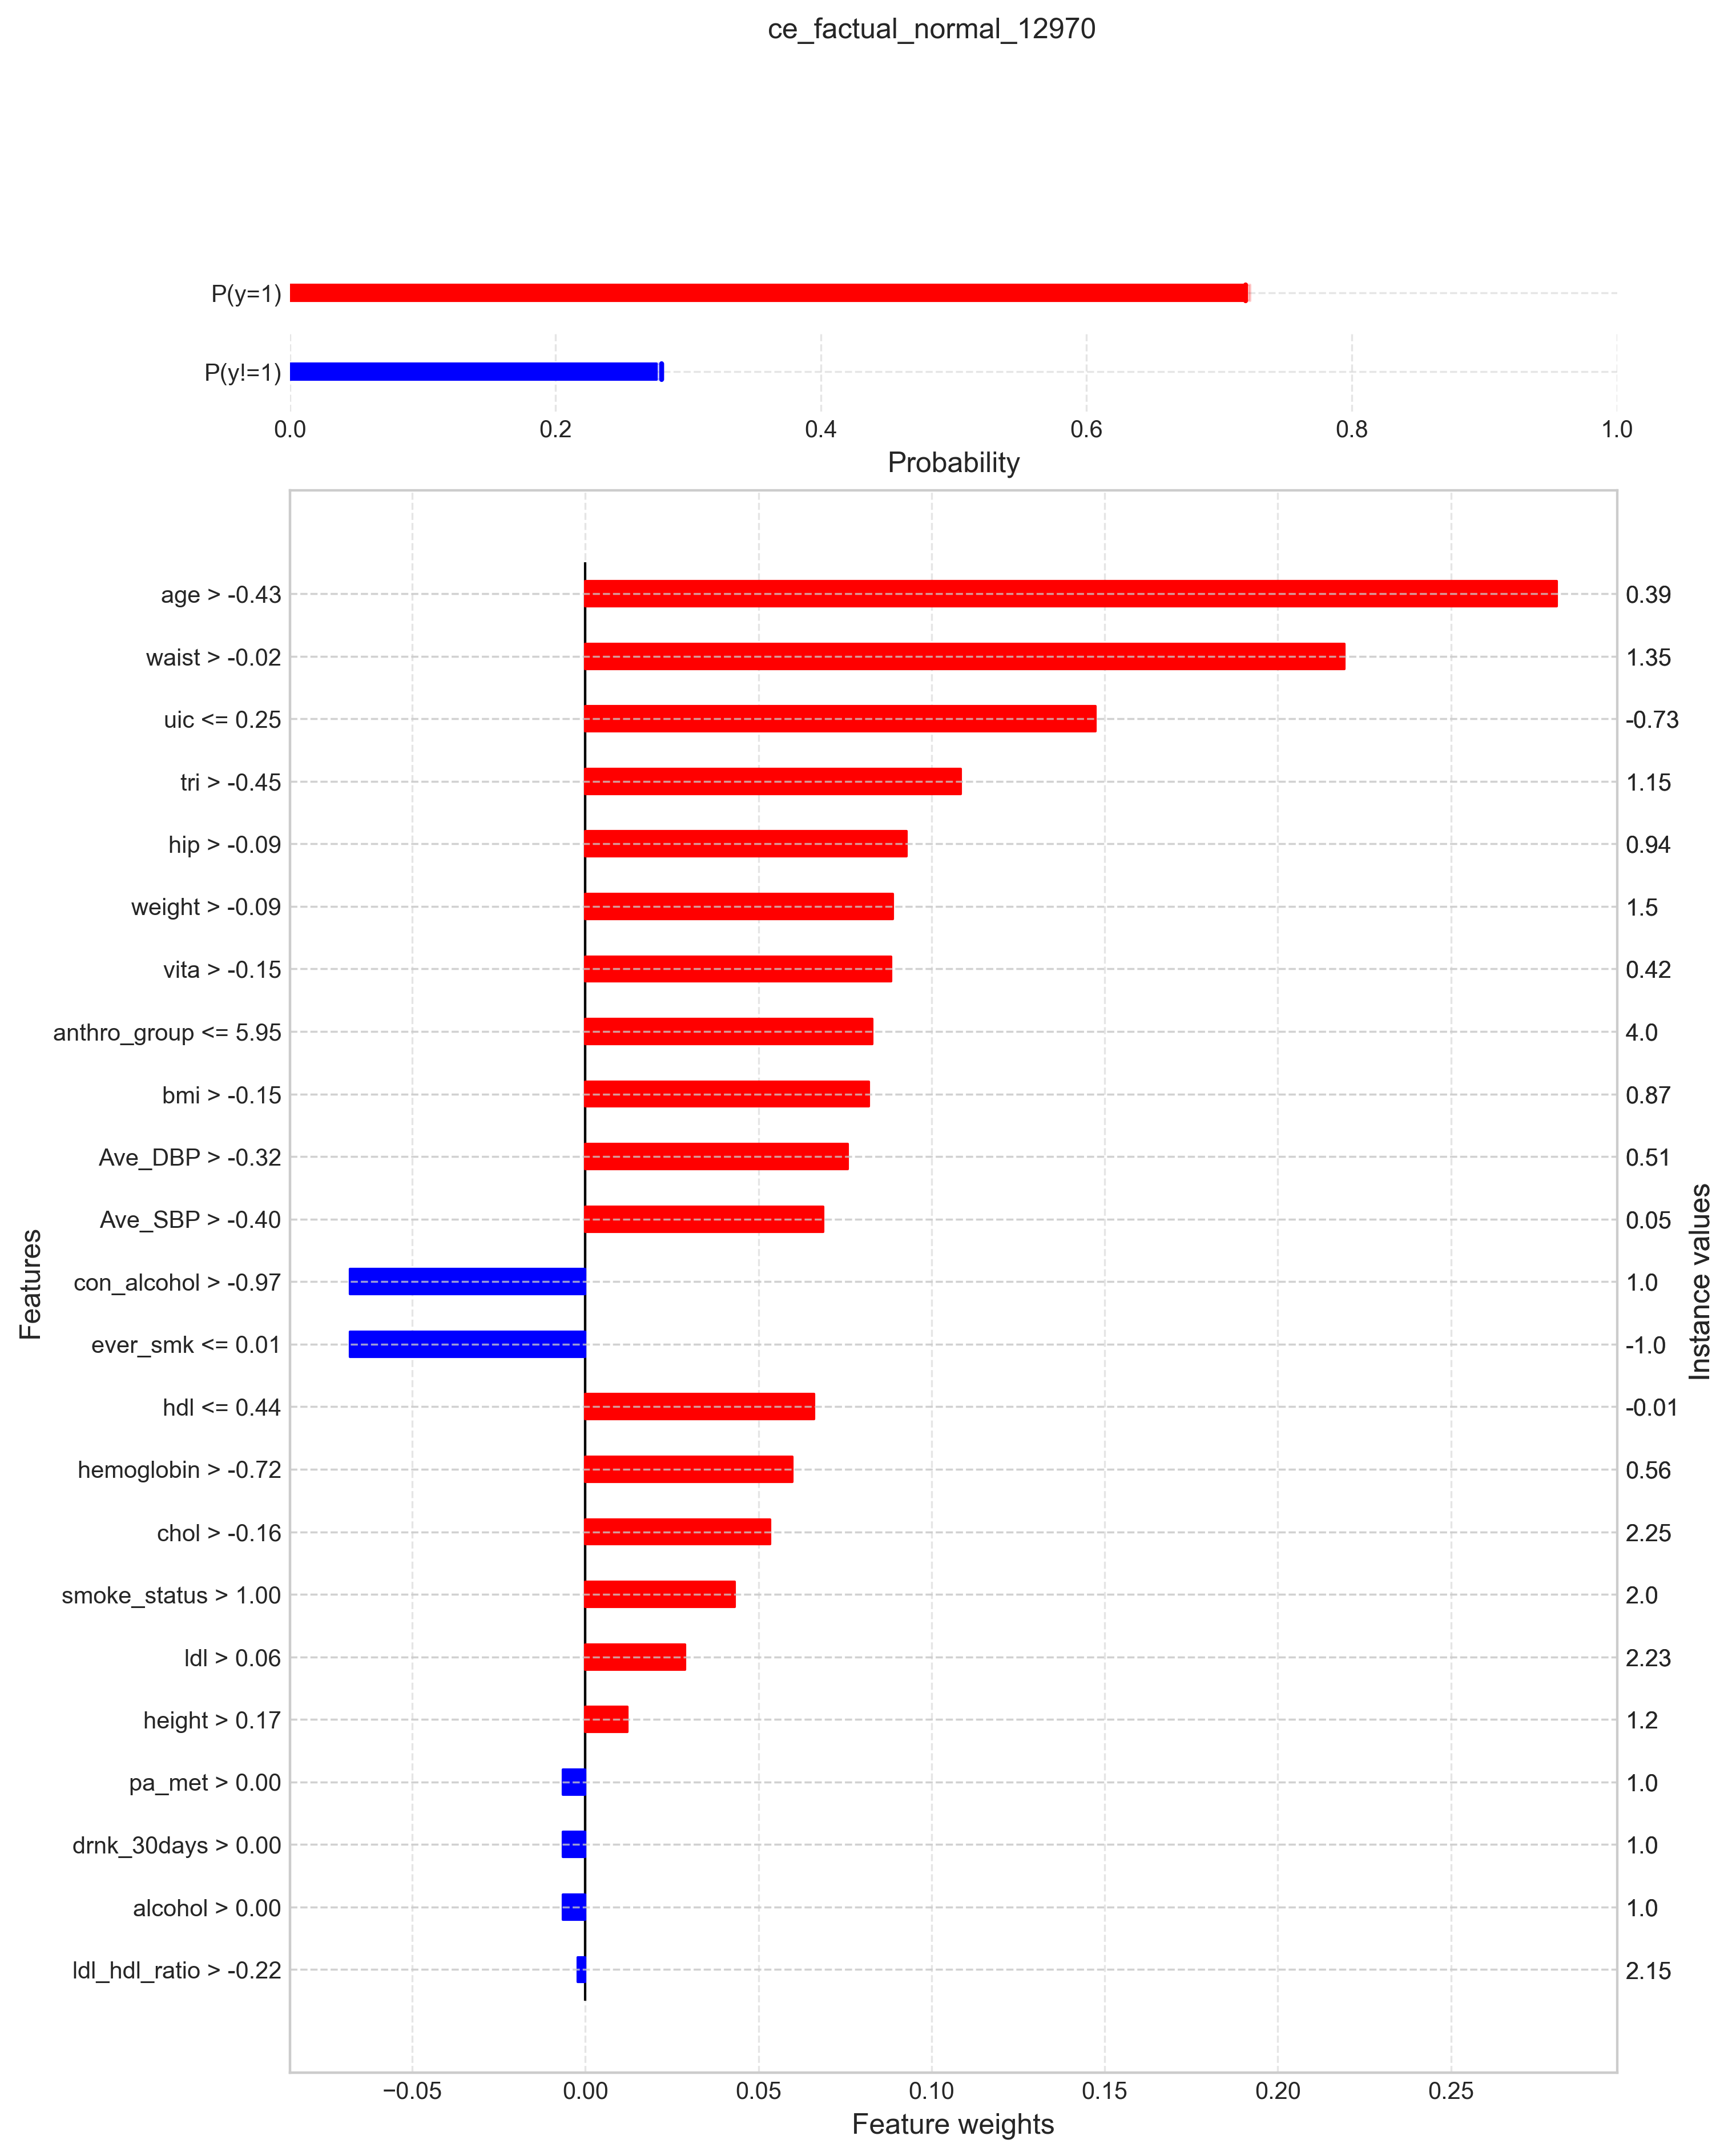 ce_factual_normal_12970
P(y=1)
P(y!=1)
0.0 0.2 0.4 0.6 0.8 1.0
Probability
age > -0.43 0.39
waist > -0.02 1.35
uic <= 0.25 -0.73
tri > -0.45 1.15
hip > -0.09 0.94
weight > -0.09 1.5
vita > -0.15 0.42
anthro_group <= 5.95 4.0
bmi > -0.15 0.87
Ave_DBP > -0.32 0.51
Ave_SBP > -0.40 0.05
con_alcohol > -0.97 1.0
ever_smk <= 0.01 -1.0
hdl <= 0.44 -0.01
hemoglobin > -0.72 0.56
chol > -0.16 2.25
smoke_status > 1.00 2.0
ldl > 0.06 2.23
height > 0.17 1.2
pa_met > 0.00 1.0
drnk_30days > 0.00 1.0
alcohol > 0.00 1.0
ldl_hdl_ratio > -0.22 2.15
Features
Instance values
−0.05 0.00 0.05 0.10 0.15 0.20 0.25
Feature weights